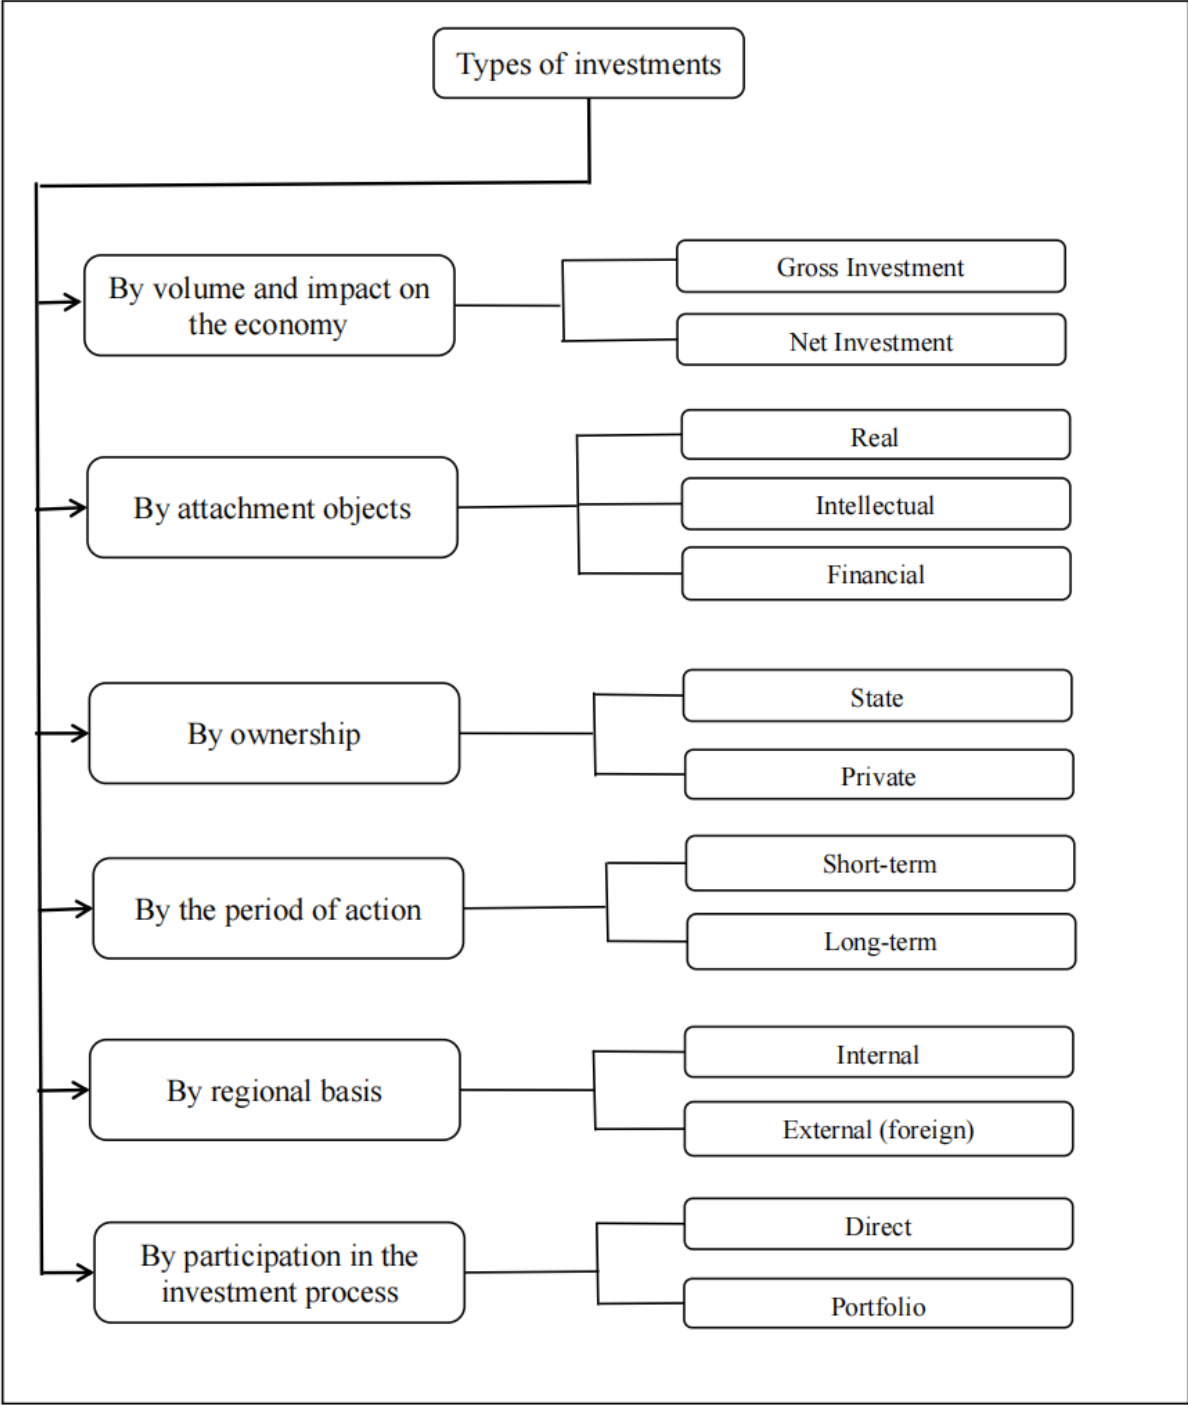 Types of investments
By volume and impact on
the economy
Gross Investment
Net Investment
By attachment objects
Real
Intellectual
Financial
By ownership
State
Private
By the period of action
Short-term
Long-term
By regional basis
Internal
External (foreign)
By participation in the
investment process
Direct
Portfolio